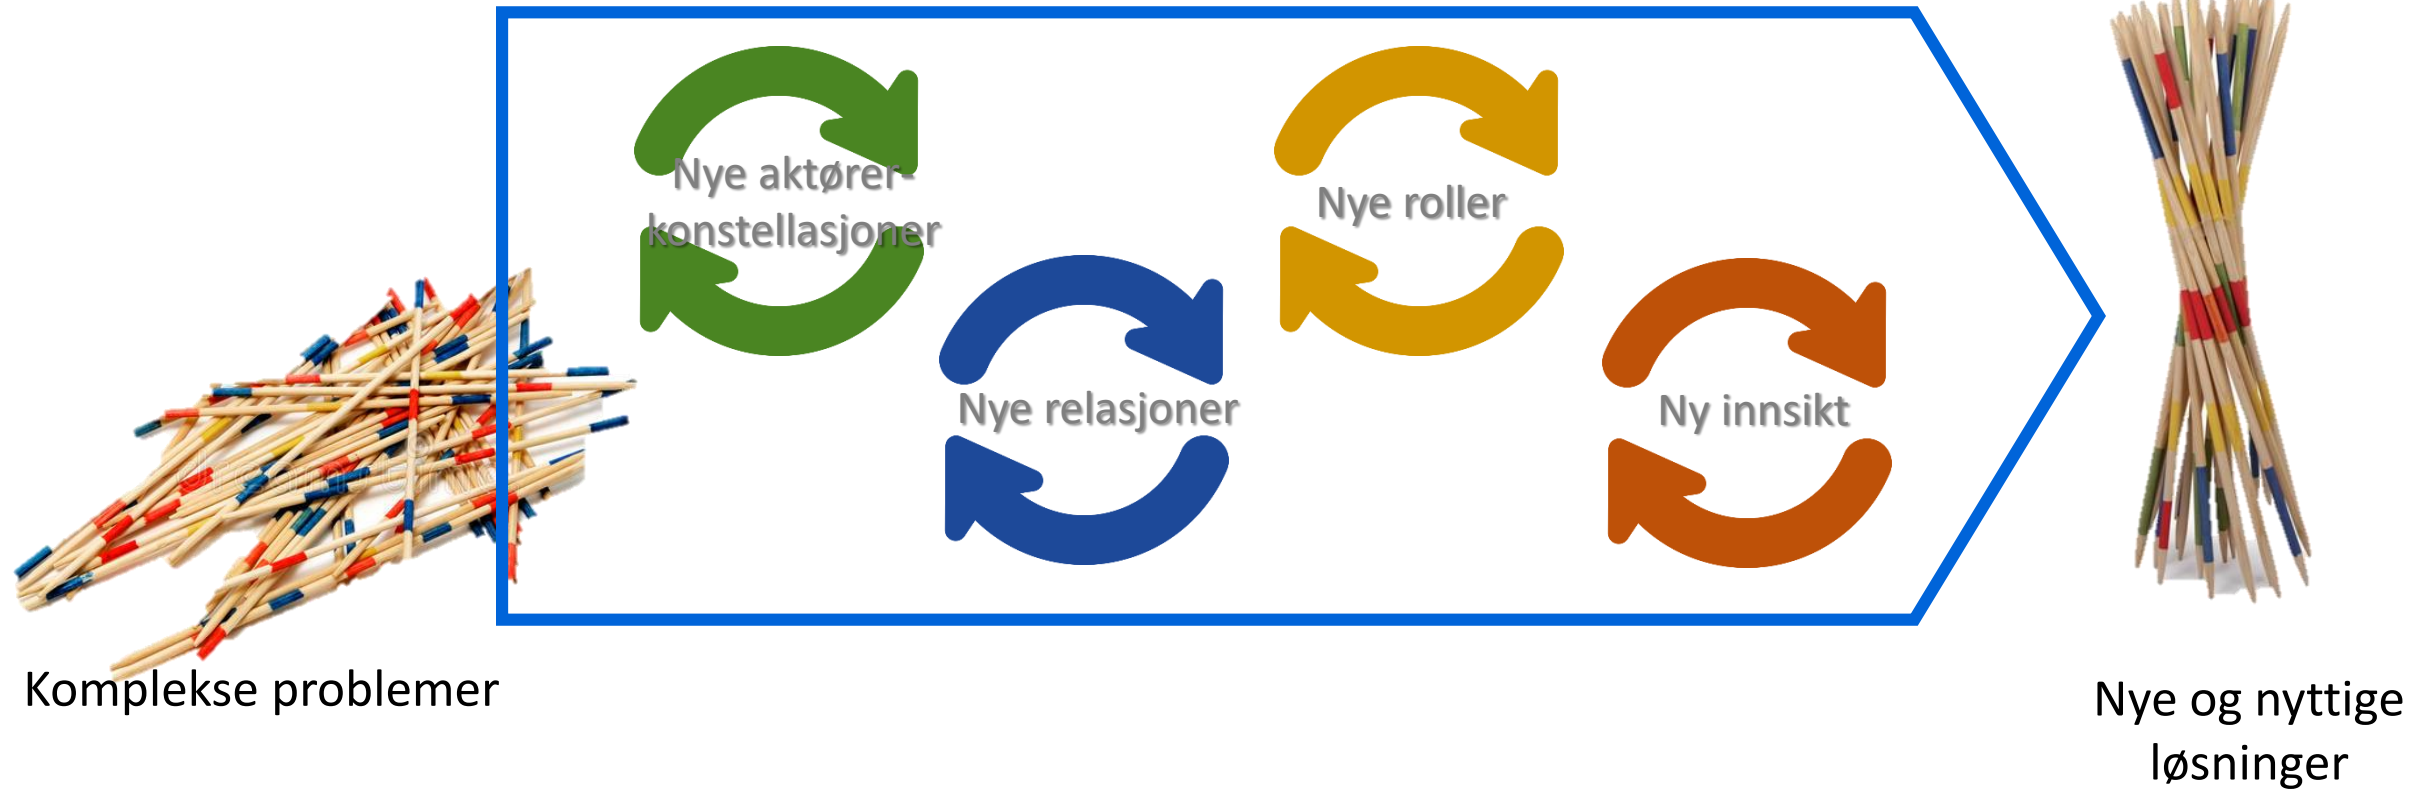 Nye aktører-
konstellasjoner
Nye relasjoner
Nye roller
Ny innsikt
Komplekse problemer
Nye og nyttige
løsninger